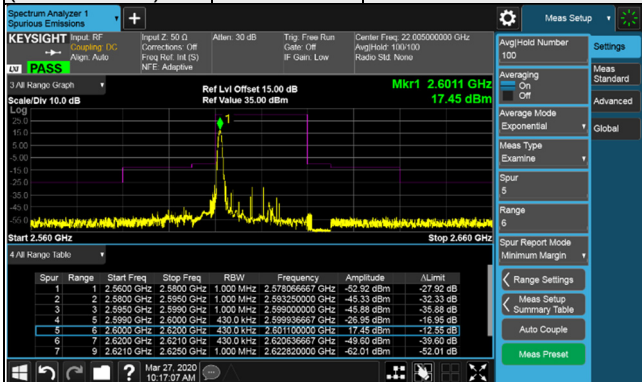 Spectrum Analyzer 1
Spurious Emissions
+
Meas Setup
KEYSIGHT Input: RF Input Z: 50 Ω Atten: 30 dB Trig: Free Run Center Freq: 22.005000000 GHz
Coupling: DC Corrections: Off Gate: Off Avg|Hold: 100/100
Align: Auto Freq Ref: Int (S) IF Gain: Low Radio Std: None
NFE: Adaptive
LXI PASS
3 All Range Graph
Ref Lvl Offset 15.00 dB
Mkr1 2.6011 GHz
Scale/Div 10.0 dB
Ref Value 35.00 dBm
17.45 dBm
Log
25.0
15.0
5.00
-5.00
-15.0
-25.0
-35.0
-45.0
-55.0
1
Start 2.560 GHz
Stop 2.660 GHz
4 All Range Table
Spur Range Start Freq Stop Freq RBW Frequency Amplitude ΔLimit
1 1 2.5600 GHz 2.5800 GHz 1.000 MHz 2.578066667 GHz -52.92 dBm -27.92 dB
2 2 2.5800 GHz 2.5950 GHz 1.000 MHz 2.593250000 GHz -45.33 dBm -32.33 dB
3 3 2.5950 GHz 2.5990 GHz 1.000 MHz 2.599000000 GHz -45.88 dBm -35.88 dB
4 5 2.5990 GHz 2.6000 GHz 430.0 kHz 2.599936667 GHz -26.95 dBm -16.95 dB
5 6 2.6000 GHz 2.6200 GHz 430.0 kHz 2.601100000 GHz 17.45 dBm -12.55 dB
6 7 2.6200 GHz 2.6210 GHz 430.0 kHz 2.620636667 GHz -49.60 dBm -39.60 dB
7 9 2.6210 GHz 2.6250 GHz 1.000 MHz 2.622820000 GHz -62.01 dBm -52.01 dB
Avg|Hold Number
100
Averaging
On
Off
Average Mode
Exponential
Meas Type
Examine
Spur
5
Range
6
Spur Report Mode
Minimum Margin
Range Settings
Meas Setup
Summary Table
Auto Couple
Meas Preset
Settings
Meas
Standard
Advanced
Global
?
Mar 27, 2020
10:17:07 AM